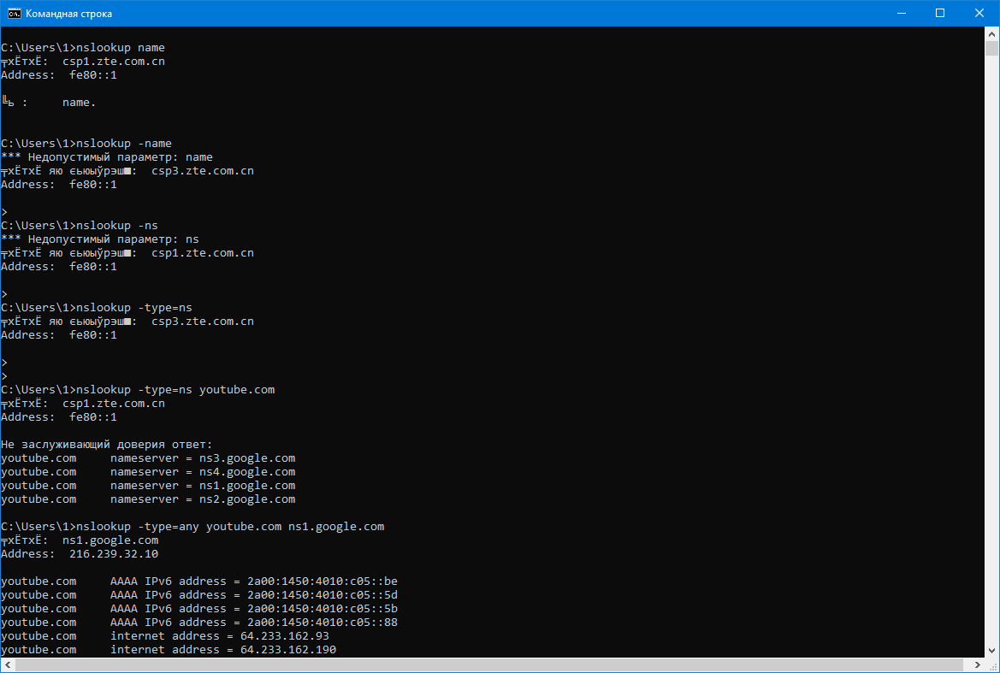 Командная строка
C:\Users\1>nslookup name
╤хЁтхЁ:  csp1.zte.com.cn
Address:  fe80::1
╚ь :     name.
C:\Users\1>nslookup -name
*** Недопустимый параметр: name
╤хЁтхЁ яю єьюыўрэш■:  csp3.zte.com.cn
Address:  fe80::1
>
C:\Users\1>nslookup -ns
*** Недопустимый параметр: ns
╤хЁтхЁ яю єьюыўрэш■:  csp1.zte.com.cn
Address:  fe80::1
>
C:\Users\1>nslookup -type=ns
╤хЁтхЁ яю єьюыўрэш■:  csp3.zte.com.cn
Address:  fe80::1
>
>
C:\Users\1>nslookup -type=ns youtube.com
╤хЁтхЁ:  csp1.zte.com.cn
Address:  fe80::1
Не заслуживающий доверия ответ:
youtube.com     nameserver = ns3.google.com
youtube.com     nameserver = ns4.google.com
youtube.com     nameserver = ns1.google.com
youtube.com     nameserver = ns2.google.com
C:\Users\1>nslookup -type=any youtube.com ns1.google.com
╤хЁтхЁ:  ns1.google.com
Address:  216.239.32.10
youtube.com     AAAA IPv6 address = 2a00:1450:4010:c05::be
youtube.com     AAAA IPv6 address = 2a00:1450:4010:c05::5d
youtube.com     AAAA IPv6 address = 2a00:1450:4010:c05::5b
youtube.com     AAAA IPv6 address = 2a00:1450:4010:c05::88
youtube.com     internet address = 64.233.162.93
youtube.com     internet address = 64.233.162.190